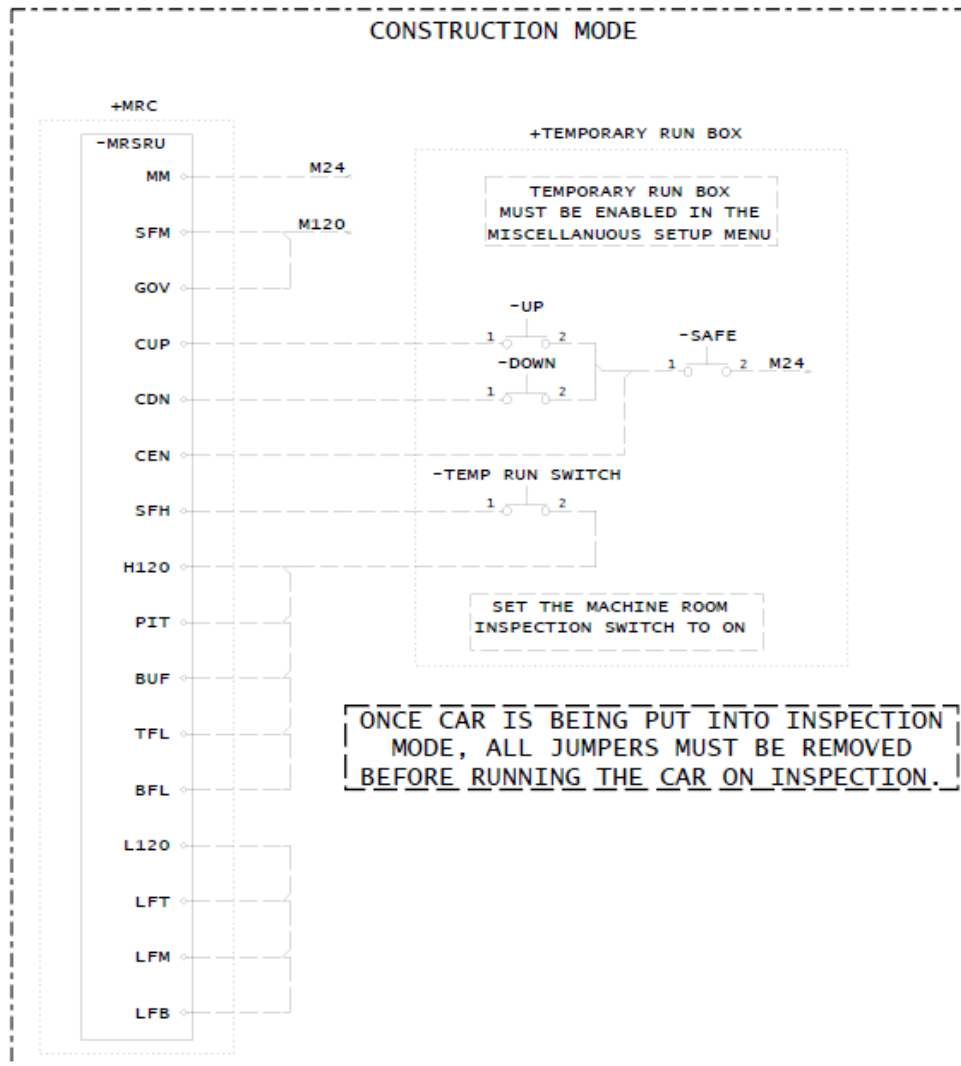 CONSTRUCTION MODE
+MRC
-MRSRU
+TEMPORARY RUN BOX
MM
M24
TEMPORARY RUN BOX
MUST BE ENABLED IN THE
MISCELLANUOUS SETUP MENU
SFM
M120
GOV
-UP
CUP
1 2
-SAFE
1 2 M24
-DOWN
CDN
1 2
CEN
-TEMP RUN SWITCH
SFH
1 2
H120
SET THE MACHINE ROOM
INSPECTION SWITCH TO ON
PIT
BUF
TFL
BFL
ONCE CAR IS BEING PUT INTO INSPECTION
MODE, ALL JUMPERS MUST BE REMOVED
BEFORE RUNNING THE CAR ON INSPECTION.
L120
LFT
LFM
LFB